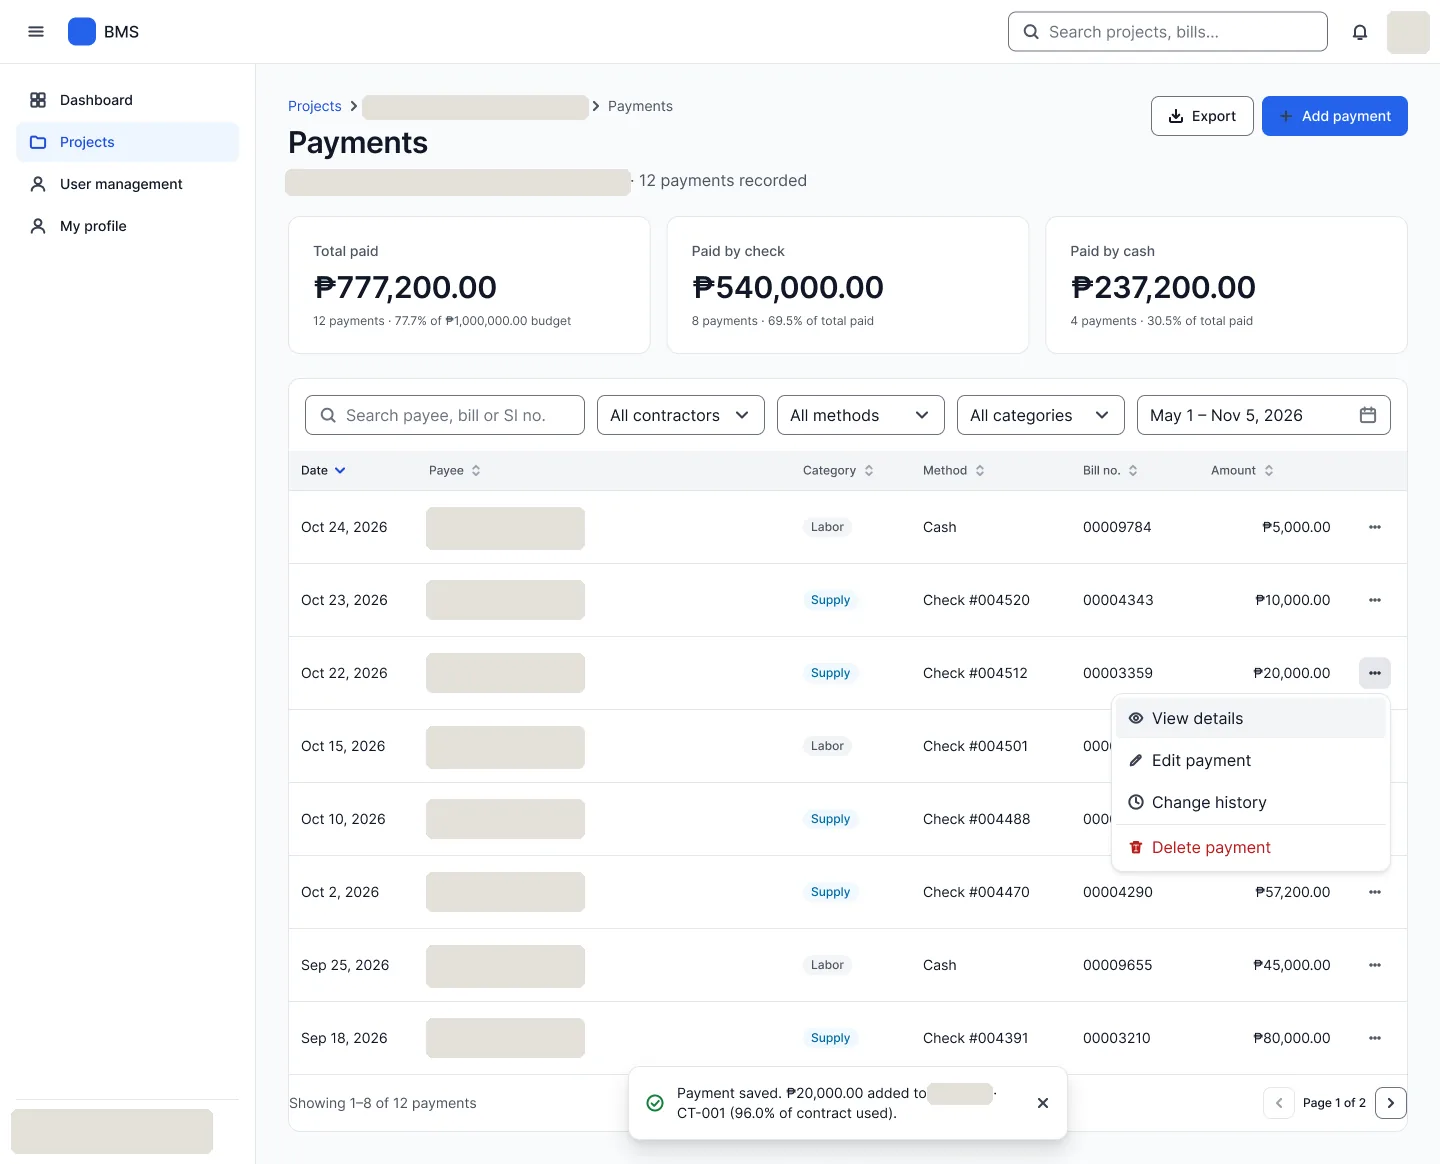 BMS
Search projects, bills...
Dashboard
Projects
User management
My profile
Projects > > Payments
Payments
· 12 payments recorded
Export
Add payment
Total paid
₱777,200.00
12 payments · 77.7% of ₱1,000,000.00 budget
Paid by check
₱540,000.00
8 payments · 69.5% of total paid
Paid by cash
₱237,200.00
4 payments · 30.5% of total paid
Search payee, bill or SI no.
All contractors
All methods
All categories
May 1 – Nov 5, 2026
Date Payee Category Method Bill no. Amount
Oct 24, 2026 Labor Cash 00009784 ₱5,000.00
Oct 23, 2026 Supply Check #004520 00004343 ₱10,000.00
Oct 22, 2026 Supply Check #004512 00003359 ₱20,000.00
View details
Edit payment
Change history
Delete payment
Oct 15, 2026 Labor Check #004501
Oct 10, 2026 Supply Check #004488
Oct 2, 2026 Supply Check #004470 00004290 ₱57,200.00
Sep 25, 2026 Labor Cash 00009655 ₱45,000.00
Sep 18, 2026 Supply Check #004391 00003210 ₱80,000.00
Showing 1–8 of 12 payments
Page 1 of 2
Payment saved. ₱20,000.00 added to ·
CT-001 (96.0% of contract used).